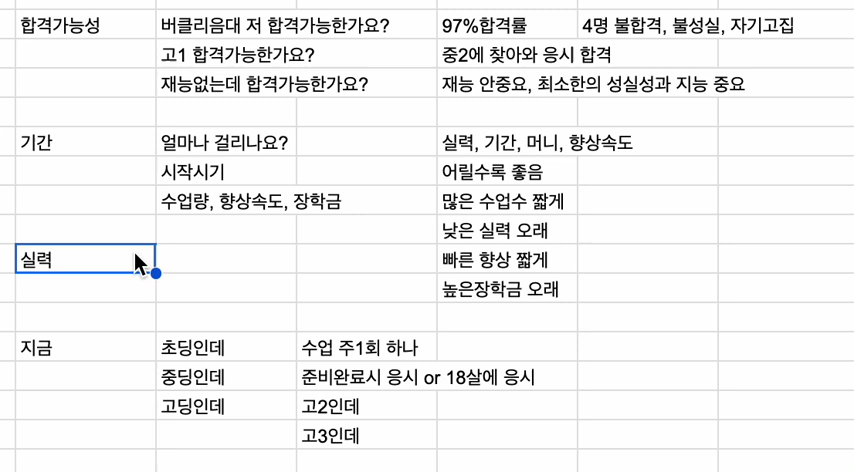 합격가능성 버클리음대 저 합격가능한가요? 97%합격률 4명 불합격, 불성실, 자기고집
고1 합격가능한가요? 중2에 찾아와 응시 합격
재능없는데 합격가능한가요? 재능 안중요, 최소한의 성실성과 지능 중요
기간 얼마나 걸리나요? 실력, 기간, 머니, 향상속도
시작시기 어릴수록 좋음
수업량, 향상속도, 장학금 많은 수업수 짧게
낮은 실력 오래
실력 빠른 향상 짧게
높은장학금 오래
지금 초딩인데 수업 주1회 하나
중딩인데 준비완료시 응시 or 18살에 응시
고딩인데 고2인데
고3인데